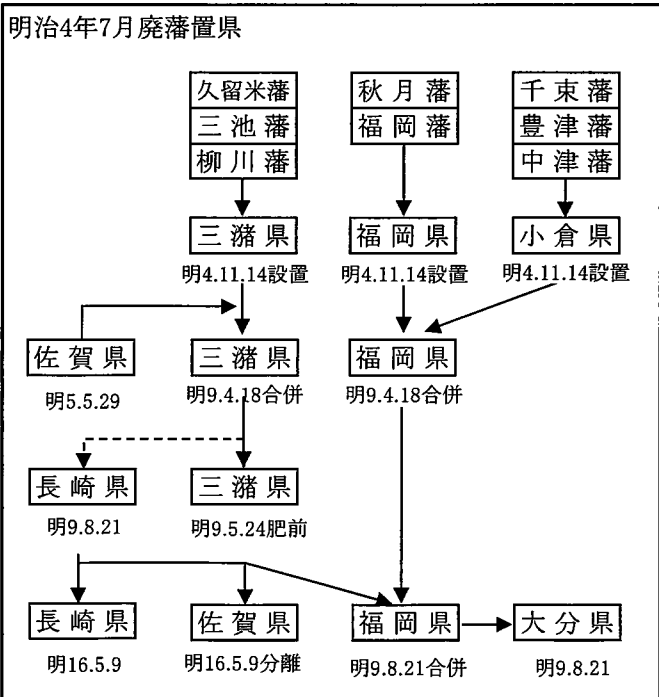 明治4年7月廃藩置県
久留米藩 秋月藩 千束藩
三池藩 福岡藩 豊津藩
柳川藩 中津藩
三潴県 福岡県 小倉県
明4.11.14設置 明4.11.14設置 明4.11.14設置
佐賀県 三潴県 福岡県
明5.5.29 明9.4.18合併 明9.4.18合併
長崎県 三潴県
明9.8.21 明9.5.24肥前
長崎県 佐賀県 福岡県 大分県
明16.5.9 明16.5.9分離 明9.8.21合併 明9.8.21